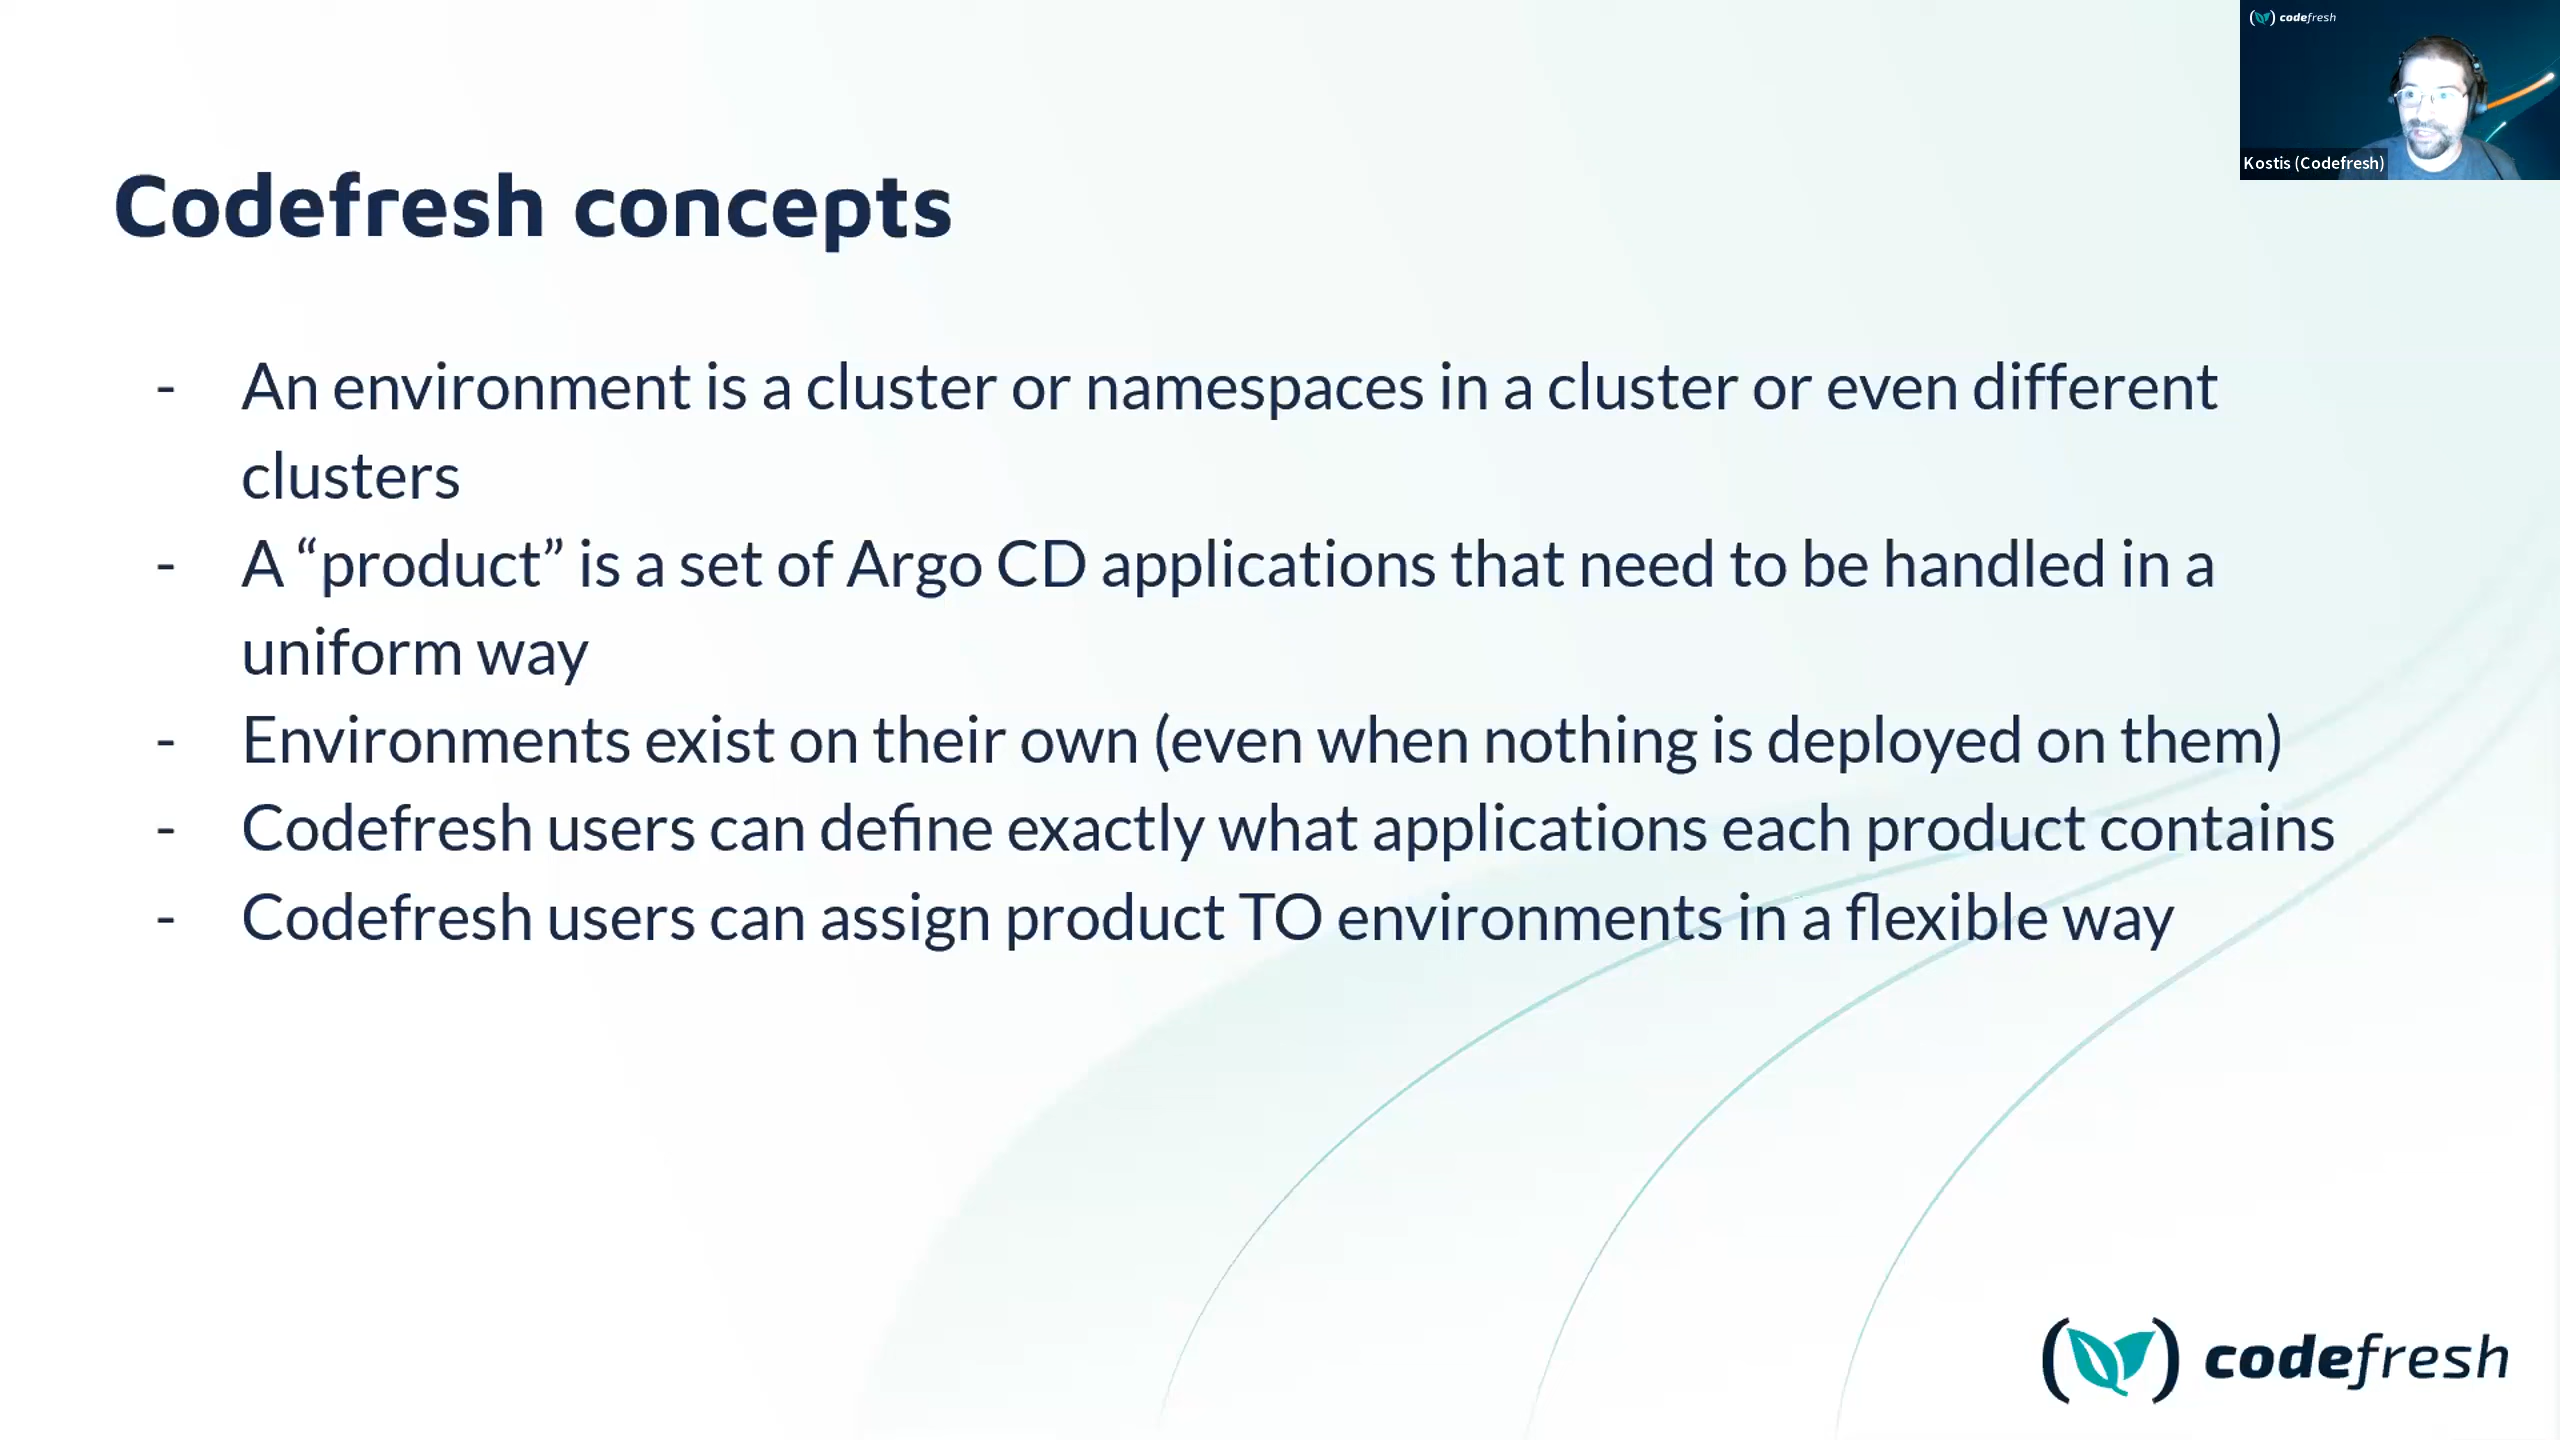 codefresh
Kostis (Codefresh)
Codefresh concepts
- An environment is a cluster or namespaces in a cluster or even different
clusters
- A “product” is a set of Argo CD applications that need to be handled in a
uniform way
- Environments exist on their own (even when nothing is deployed on them)
- Codefresh users can define exactly what applications each product contains
- Codefresh users can assign product TO environments in a flexible way
codefresh